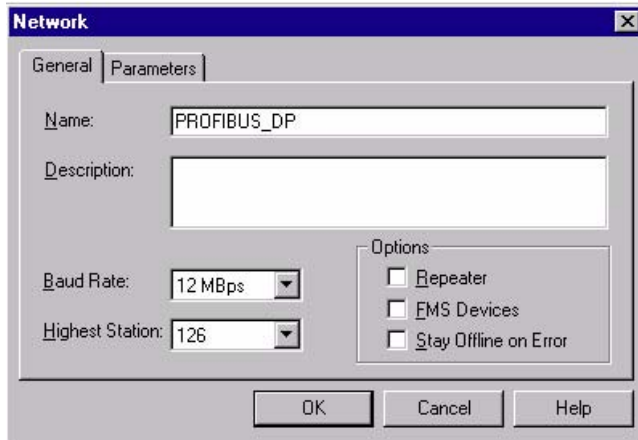 Network
General Parameters
Name: PROFIBUS_DP
Description:
Options
Baud Rate: 12 MBps
Repeater
FMS Devices
Highest Station: 126
Stay Offline on Error
OK Cancel Help